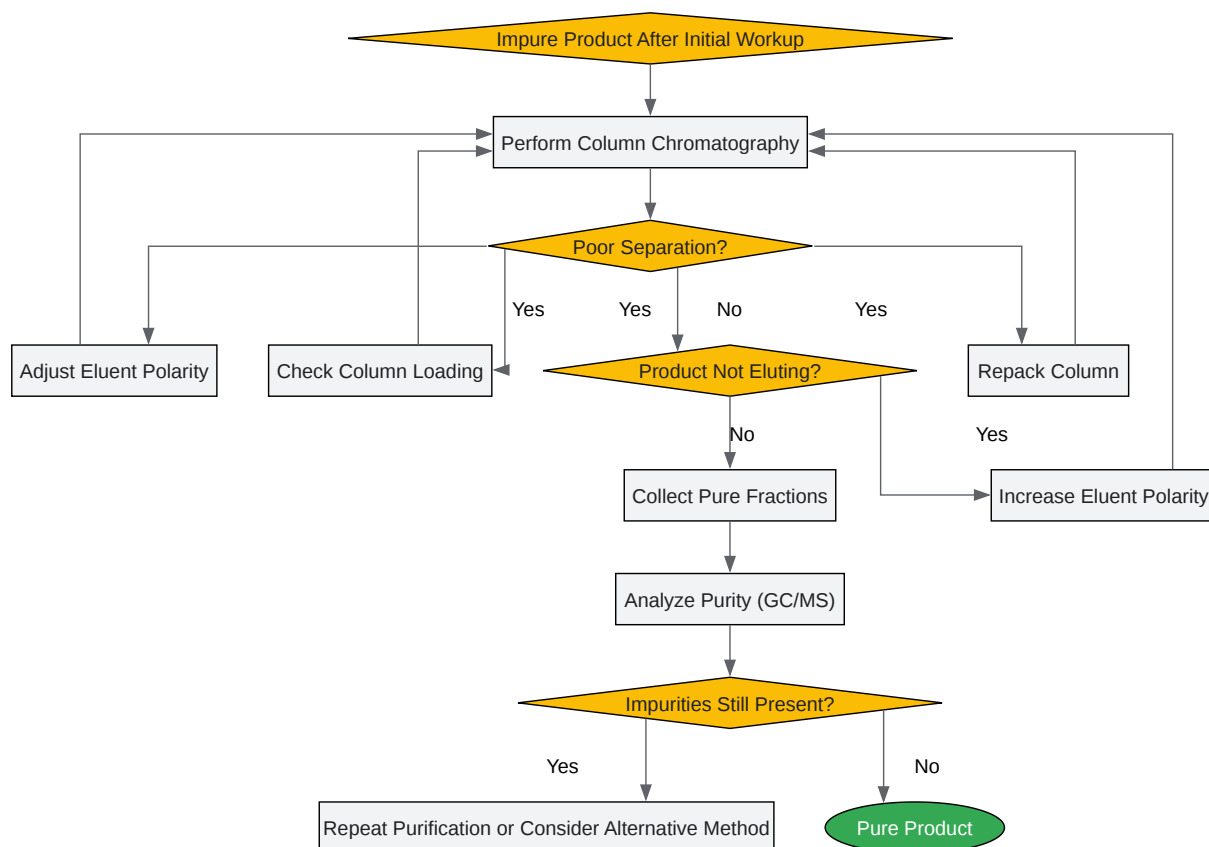 Impure Product After Initial Workup
Perform Column Chromatography
Poor Separation?
Yes
Yes
No
Yes
Adjust Eluent Polarity
Check Column Loading
Product Not Eluting?
Repack Column
No
Yes
Collect Pure Fractions
Increase Eluent Polarity
Analyze Purity (GC/MS)
Impurities Still Present?
Yes
No
Repeat Purification or Consider Alternative Method
Pure Product